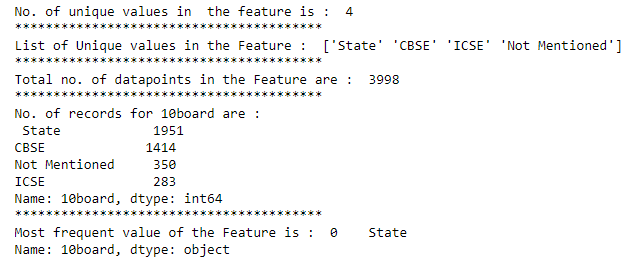 No. of unique values in  the feature is :  4
****************************************
List of Unique values in the Feature :  ['State' 'CBSE' 'ICSE' 'Not Mentioned']
****************************************
Total no. of datapoints in the Feature are :  3998
****************************************
No. of records for 10board are :
 State            1951
CBSE             1414
Not Mentioned     350
ICSE              283
Name: 10board, dtype: int64
****************************************
Most frequent value of the Feature is :  0    State
Name: 10board, dtype: object